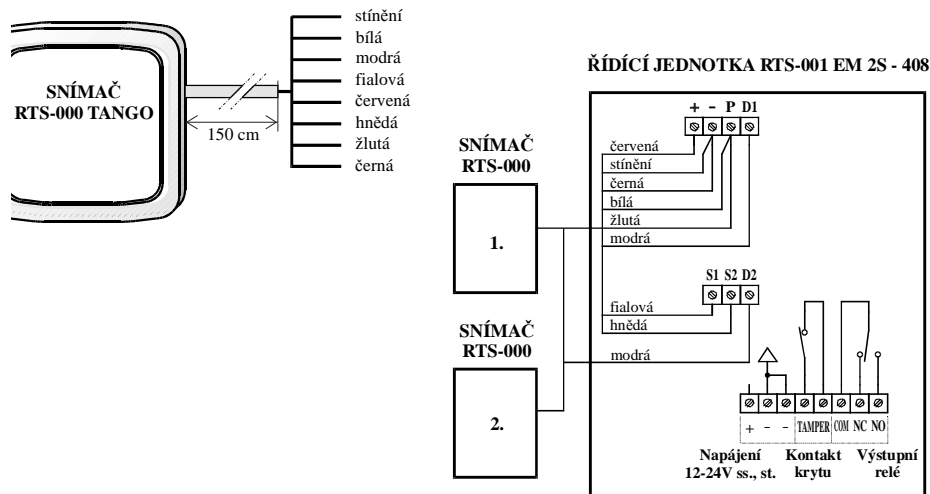 stínění
bílá
modrá
fialová
červená
hnědá
žlutá
černá
SNÍMAČ
RTS-000 TANGO
150 cm
ŘÍDÍCÍ JEDNOTKA RTS-001 EM 2S - 408
SNÍMAČ
RTS-000
1.
SNÍMAČ
RTS-000
2.
+ - P D1
červená
stínění
černá
bílá
žlutá
modrá
S1 S2 D2
fialová
hnědá
modrá
+ - - TAMPER COM NC NO
Napájení
12-24V ss., st.
Kontakt
krytu
Výstupní
relé